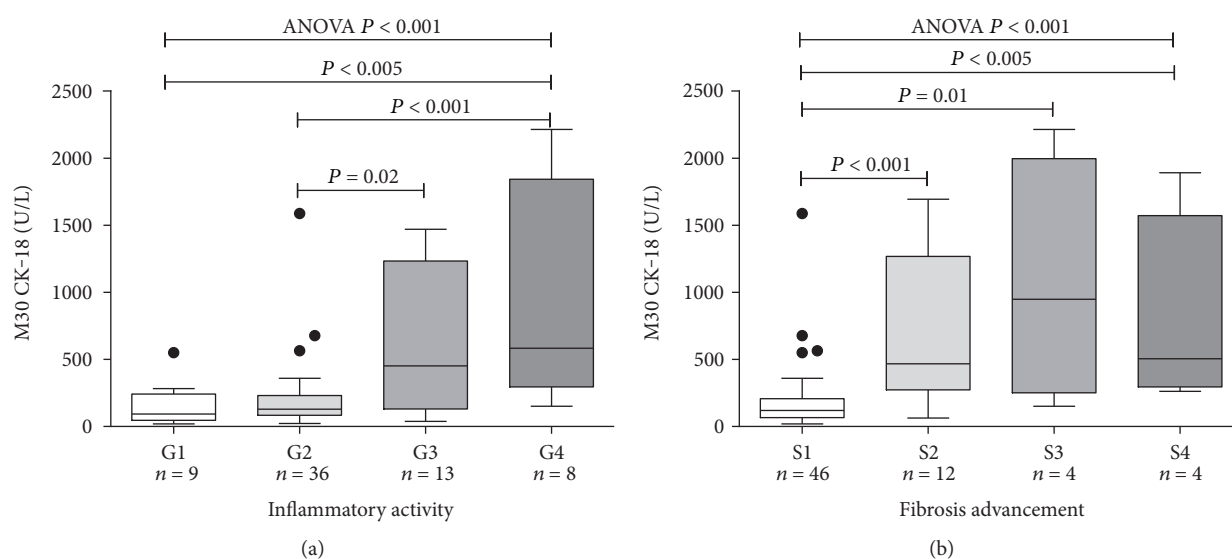 ANOVA P < 0.001
P < 0.005
P < 0.001
P = 0.02
M30 CK-18 (U/L)
2500
2000
1500
1000
500
0
G1 G2 G3 G4
n = 9 n = 36 n = 13 n = 8
Inflammatory activity
(a)
ANOVA P < 0.001
P < 0.005
P = 0.01
P < 0.001
M30 CK-18 (U/L)
2500
2000
1500
1000
500
0
S1 S2 S3 S4
n = 46 n = 12 n = 4 n = 4
Fibrosis advancement
(b)